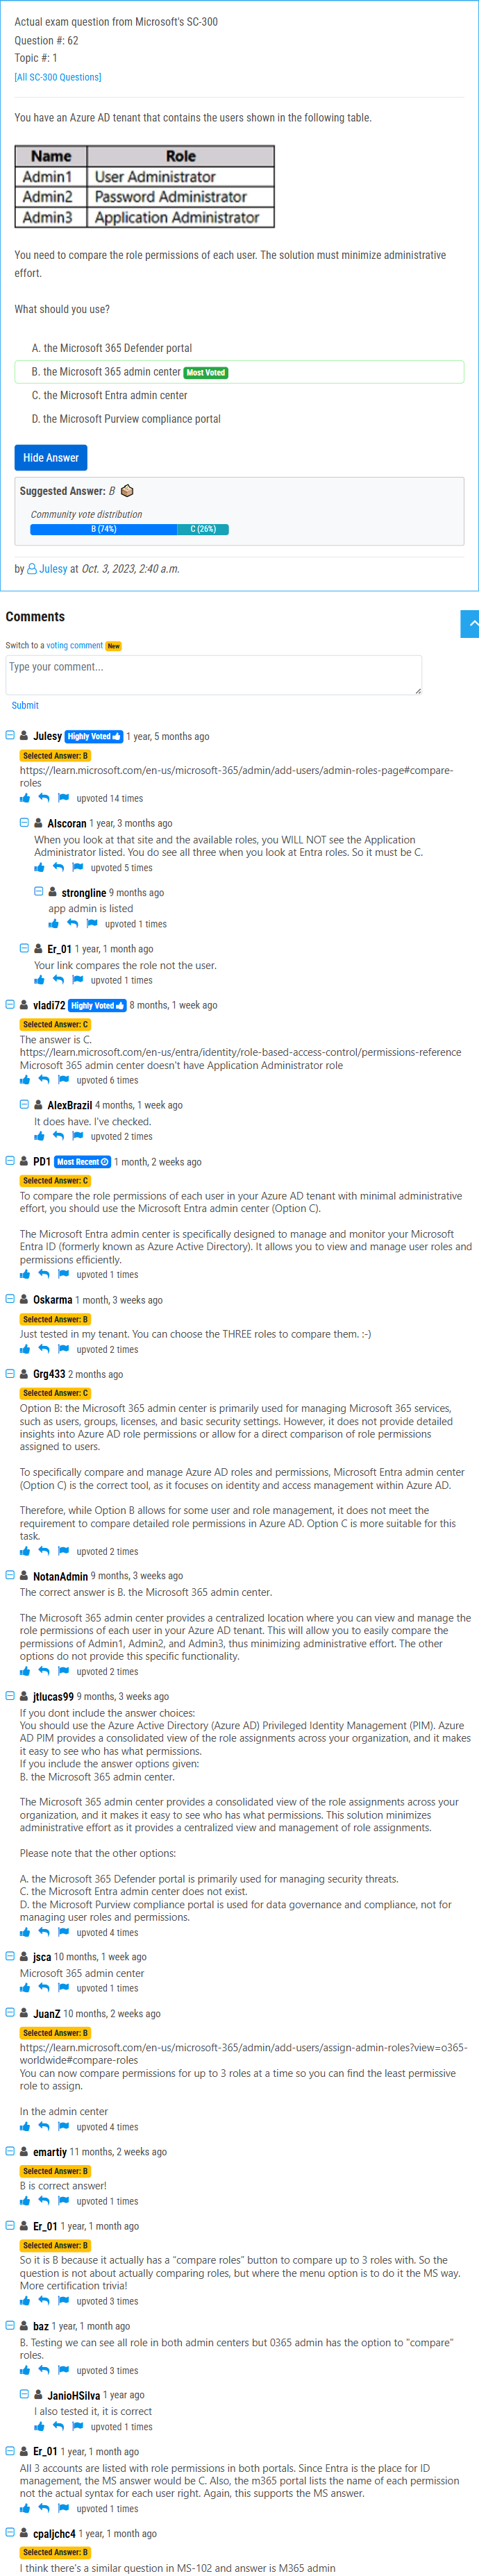 Actual exam question from Microsoft's SC-300
Question #: 62
Topic #: 1
[All SC-300 Questions]
You have an Azure AD tenant that contains the users shown in the following table.
Name Role
Admin1 User Administrator
Admin2 Password Administrator
Admin3 Application Administrator
You need to compare the role permissions of each user. The solution must minimize administrative
effort.
What should you use?
A. the Microsoft 365 Defender portal
B. the Microsoft 365 admin center Most Voted
C. the Microsoft Entra admin center
D. the Microsoft Purview compliance portal
Hide Answer
Suggested Answer: B
Community vote distribution
B (74%) C (26%)
by Julesy at Oct. 3, 2023, 2:40 a.m.
Comments
Switch to a voting comment New
Type your comment...
Submit
Julesy Highly Voted 1 year, 5 months ago
Selected Answer: B
https://learn.microsoft.com/en-us/microsoft-365/admin/add-users/admin-roles-page#compare-
roles
upvoted 14 times
Alscoran 1 year, 3 months ago
When you look at that site and the available roles, you WILL NOT see the Application
Administrator listed. You do see all three when you look at Entra roles. So it must be C.
upvoted 5 times
strongline 9 months ago
app admin is listed
upvoted 1 times
Er_01 1 year, 1 month ago
Your link compares the role not the user.
upvoted 1 times
vladi72 Highly Voted 8 months, 1 week ago
Selected Answer: C
The answer is C.
https://learn.microsoft.com/en-us/entra/identity/role-based-access-control/permissions-reference
Microsoft 365 admin center doesn't have Application Administrator role
upvoted 6 times
AlexBrazil 4 months, 1 week ago
It does have. I've checked.
upvoted 2 times
PD1 Most Recent 1 month, 2 weeks ago
Selected Answer: C
To compare the role permissions of each user in your Azure AD tenant with minimal administrative
effort, you should use the Microsoft Entra admin center (Option C).
The Microsoft Entra admin center is specifically designed to manage and monitor your Microsoft
Entra ID (formerly known as Azure Active Directory). It allows you to view and manage user roles and
permissions efficiently.
upvoted 1 times
Oskarma 1 month, 3 weeks ago
Selected Answer: B
Just tested in my tenant. You can choose the THREE roles to compare them. :-)
upvoted 2 times
Grg433 2 months ago
Selected Answer: C
Option B: the Microsoft 365 admin center is primarily used for managing Microsoft 365 services,
such as users, groups, licenses, and basic security settings. However, it does not provide detailed
insights into Azure AD role permissions or allow for a direct comparison of role permissions
assigned to users.
To specifically compare and manage Azure AD roles and permissions, Microsoft Entra admin center
(Option C) is the correct tool, as it focuses on identity and access management within Azure AD.
Therefore, while Option B allows for some user and role management, it does not meet the
requirement to compare detailed role permissions in Azure AD. Option C is more suitable for this
task.
upvoted 2 times
NotanAdmin 9 months, 3 weeks ago
The correct answer is B. the Microsoft 365 admin center.
The Microsoft 365 admin center provides a centralized location where you can view and manage the
role permissions of each user in your Azure AD tenant. This will allow you to easily compare the
permissions of Admin1, Admin2, and Admin3, thus minimizing administrative effort. The other
options do not provide this specific functionality.
upvoted 2 times
jtlucas99 9 months, 3 weeks ago
If you dont include the answer choices:
You should use the Azure Active Directory (Azure AD) Privileged Identity Management (PIM). Azure
AD PIM provides a consolidated view of the role assignments across your organization, and it makes
it easy to see who has what permissions.
If you include the answer options given:
B. the Microsoft 365 admin center.
The Microsoft 365 admin center provides a consolidated view of the role assignments across your
organization, and it makes it easy to see who has what permissions. This solution minimizes
administrative effort as it provides a centralized view and management of role assignments.
Please note that the other options:
A. the Microsoft 365 Defender portal is primarily used for managing security threats.
C. the Microsoft Entra admin center does not exist.
D. the Microsoft Purview compliance portal is used for data governance and compliance, not for
managing user roles and permissions.
upvoted 4 times
jsca 10 months, 1 week ago
Microsoft 365 admin center
upvoted 1 times
JuanZ 10 months, 2 weeks ago
Selected Answer: B
https://learn.microsoft.com/en-us/microsoft-365/admin/add-users/assign-admin-roles?view=o365-
worldwide#compare-roles
You can now compare permissions for up to 3 roles at a time so you can find the least permissive
role to assign.
In the admin center
upvoted 4 times
emartiy 11 months, 2 weeks ago
Selected Answer: B
B is correct answer!
upvoted 1 times
Er_01 1 year, 1 month ago
Selected Answer: B
So it is B because it actually has a "compare roles" button to compare up to 3 roles with. So the
question is not about actually comparing roles, but where the menu option is to do it the MS way.
More certification trivia!
upvoted 3 times
baz 1 year, 1 month ago
B. Testing we can see all role in both admin centers but 0365 admin has the option to "compare"
roles.
upvoted 3 times
JanioHSilva 1 year ago
I also tested it, it is correct
upvoted 1 times
Er_01 1 year, 1 month ago
All 3 accounts are listed with role permissions in both portals. Since Entra is the place for ID
management, the MS answer would be C. Also, the m365 portal lists the name of each permission
not the actual syntax for each user right. Again, this supports the MS answer.
upvoted 1 times
cpaljchc4 1 year, 1 month ago
Selected Answer: B
I think there's a similar question in MS-102 and answer is M365 admin